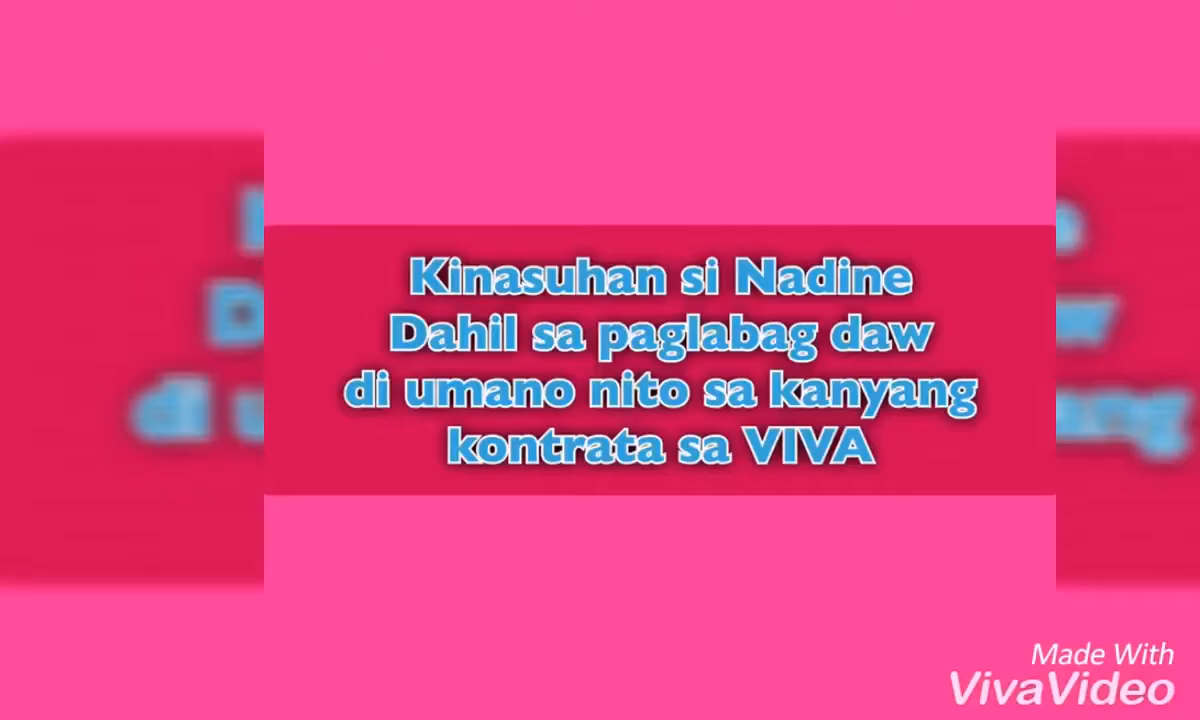 Kinasuhan si Nadine
Dahil sa paglabag daw
di umano nito sa kanyang
kontrata sa VIVA
Made With
VivaVideo